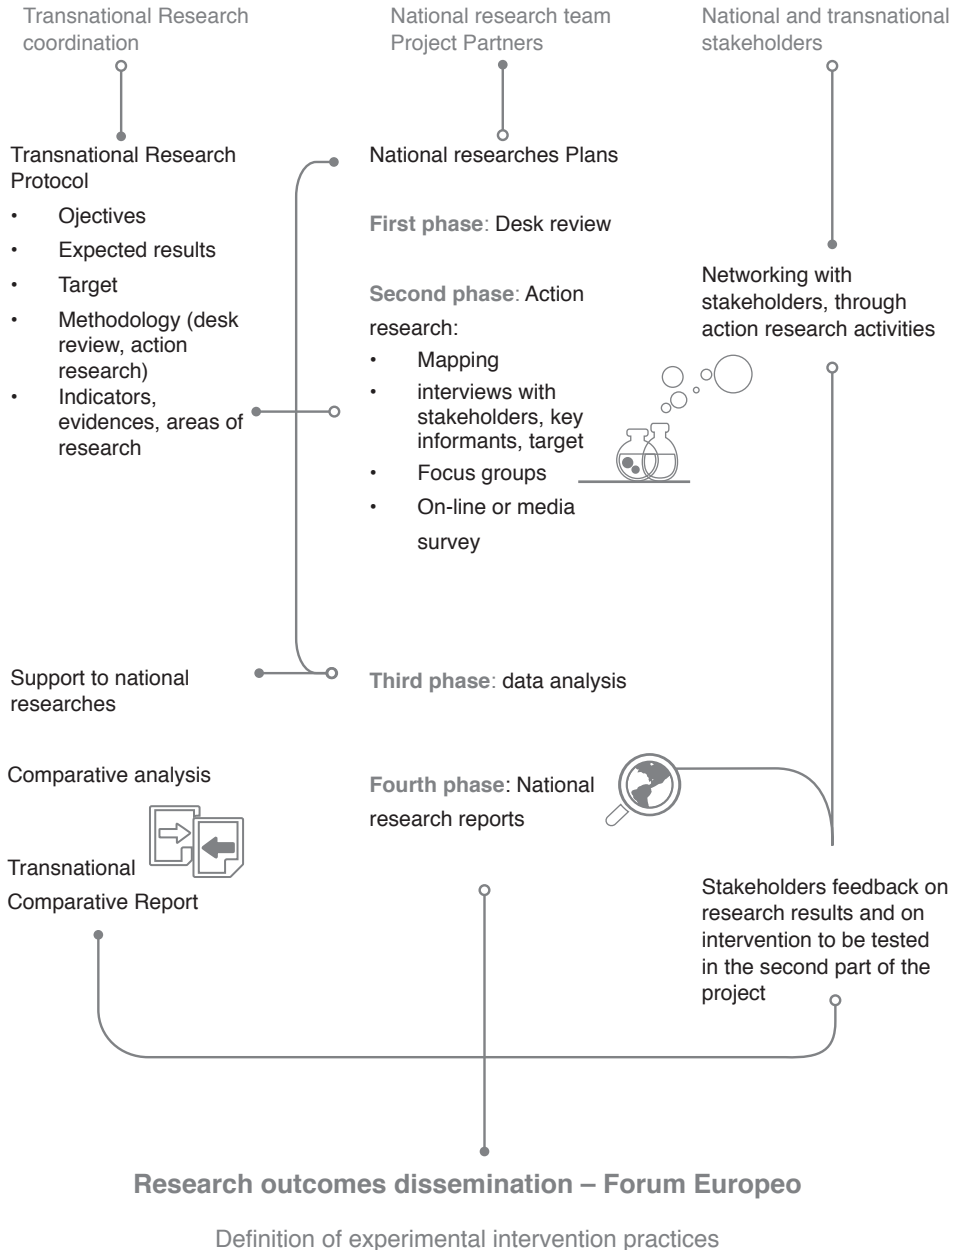 Transnational Research
coordination
Transnational Research
Protocol
• Ojectives
• Expected results
• Target
• Methodology (desk
review, action
research)
• Indicators,
evidences, areas of
research
Support to national
researches
Comparative analysis
Transnational
Comparative Report
National research team
Project Partners
National researches Plans
First phase: Desk review
Second phase: Action
research:
• Mapping
• interviews with
stakeholders, key
informants, target
• Focus groups
• On-line or media
survey
Third phase: data analysis
Fourth phase: National
research reports
National and transnational
stakeholders
Networking with
stakeholders, through
action research activities
Stakeholders feedback on
research results and on
intervention to be tested
in the second part of the
project
Research outcomes dissemination – Forum Europeo
Definition of experimental intervention practices